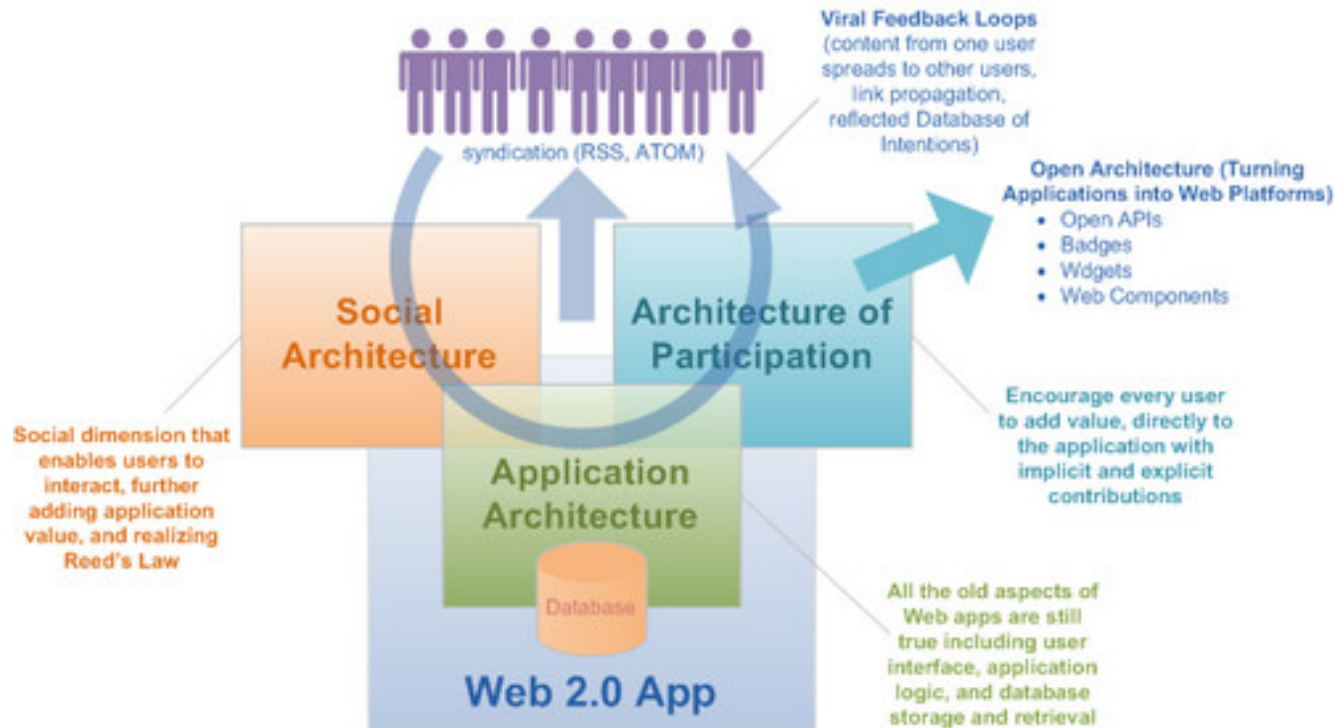 Viral Feedback Loops
(content from one user
spreads to other users,
link propagation,
reflected Database of
Intentions)
syndication (RSS, ATOM)
Open Architecture (Turning
Applications into Web Platforms)
• Open APIs
• Badges
• Wdgets
• Web Components
Social
Architecture
Architecture of
Participation
Encourage every user
to add value, directly to
the application with
implicit and explicit
contributions
Social dimension that
enables users to
interact, further
adding application
value, and realizing
Reed's Law
Application
Architecture
Database
All the old aspects of
Web apps are still
true including user
interface, application
logic, and database
storage and retrieval
Web 2.0 App